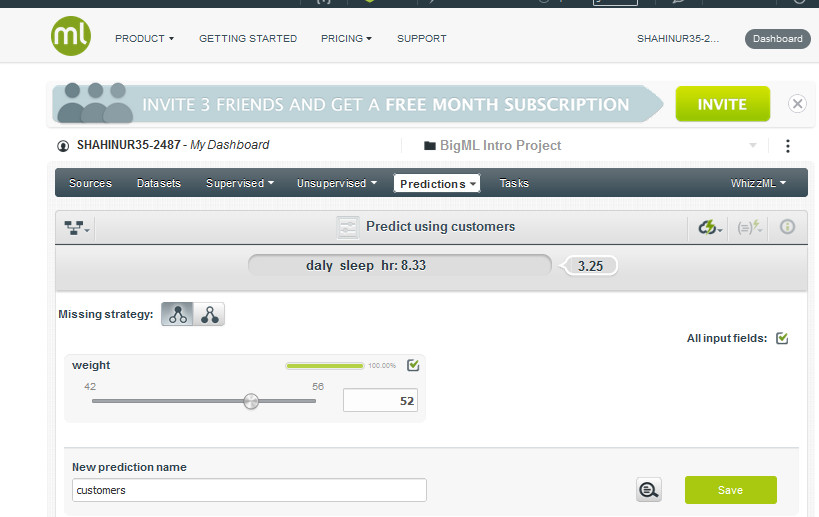 ml PRODUCT GETTING STARTED PRICING SUPPORT SHAHINUR35-2... Dashboard
INVITE 3 FRIENDS AND GET A FREE MONTH SUBSCRIPTION INVITE
SHAHINUR35-2487 - My Dashboard BigML Intro Project
Sources Datasets Supervised Unsupervised Predictions Tasks WhizzML
Predict using customers
daly sleep hr: 8.33 3.25
Missing strategy:
All input fields:
weight 100.00%
42 56
52
New prediction name
customers Save